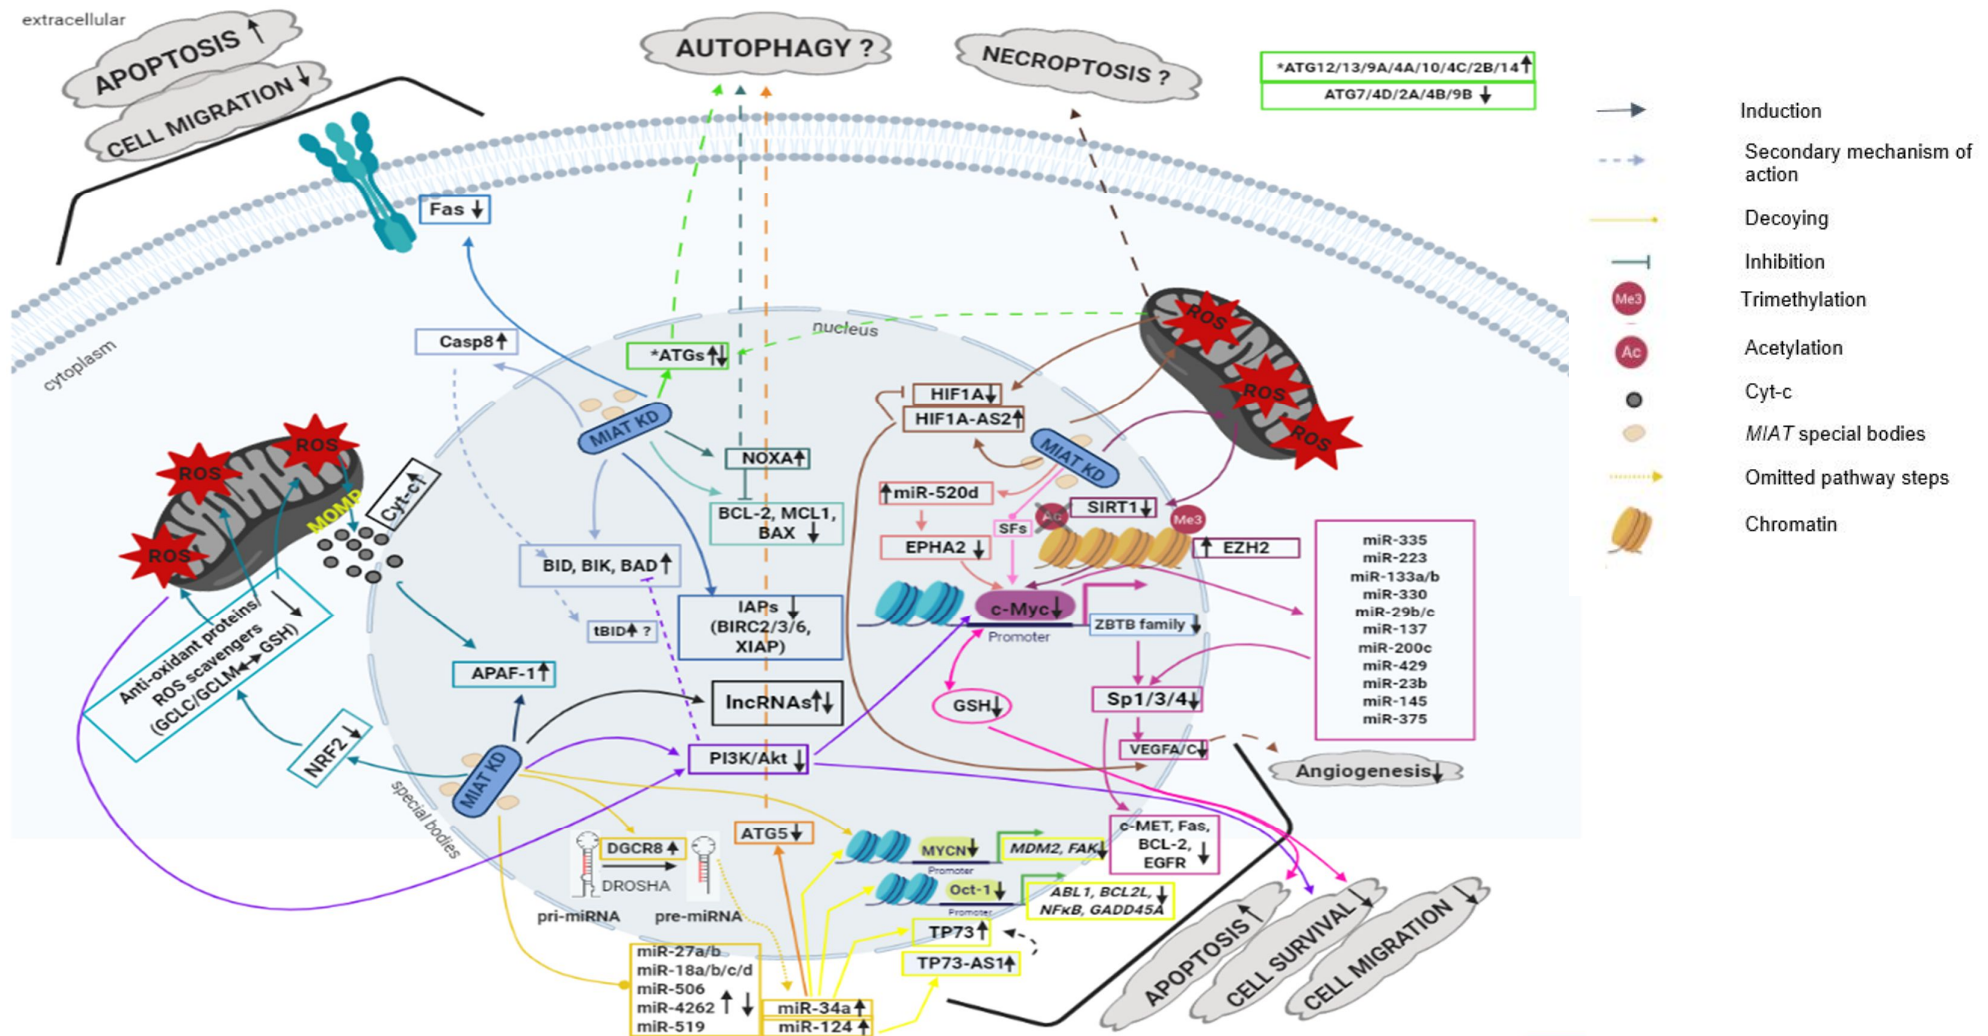 extracellular
APOPTOSIS
CELL MIGRATION
AUTOPHAGY ?
NECROPTOSIS ?
*ATG12/13/9A/4A/10/4C/2B/14
ATG7/4D/2A/4B/9B
Induction
Secondary mechanism of
action
Decoying
Inhibition
Me3
Trimethylation
Ac
Acetylation
Cyt-c
MIAT special bodies
Omitted pathway steps
Chromatin
Fas
cytoplasm
nucleus
Casp8
*ATGs
MIAT KD
NOXA
BCL-2, MCL1,
BAX
BID, BIK, BAD
tBID ?
IAPs
(BIRC2/3/6,
XIAP)
lncRNAs
PI3K/Akt
ROS
ROS
ROS
MOMP
Cyt-c
Anti-oxidant proteins/
ROS scavengers
(GCLC/GCLM GSH)
NRF2
APAF-1
MIAT KD
special bodies
ROS
ROS
ROS
HIF1A
HIF1A-AS2
MIAT KD
miR-520d
SIRT1
Ac
Me3
SFs
EPHA2
EZH2
c-Myc
Promoter
ZBTB family
GSH
Sp1/3/4
VEGFA/C
Angiogenesis
miR-335
miR-223
miR-133a/b
miR-330
miR-29b/c
miR-137
miR-200c
miR-429
miR-23b
miR-145
miR-375
c-MET, Fas,
BCL-2,
EGFR
DGCR8
DROSHA
pri-miRNA
pre-miRNA
ATG5
MYCN
Promoter
MDM2, FAK
Oct-1
Promoter
ABL1, BCL2L,
NFκB, GADD45A
TP73
TP73-AS1
miR-27a/b
miR-18a/b/c/d
miR-506
miR-4262
miR-519
miR-34a
miR-124
APOPTOSIS
CELL SURVIVAL
CELL MIGRATION